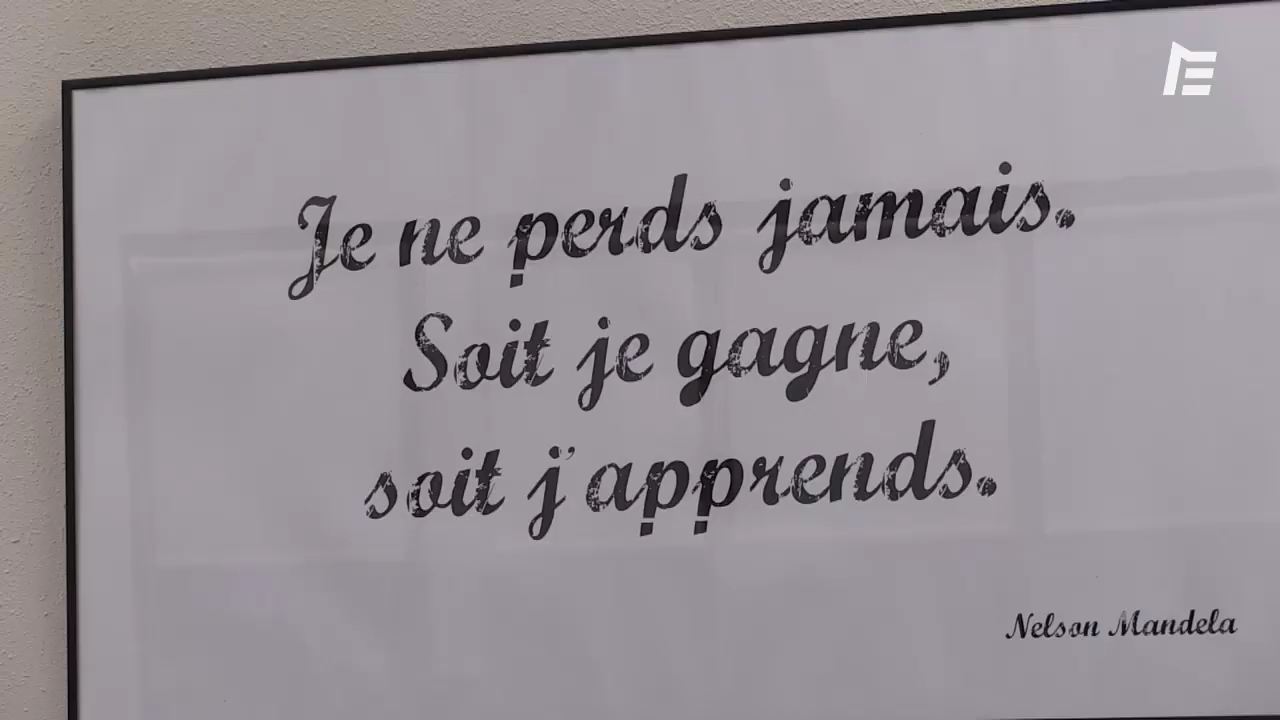 Je ne perds jamais.
Soit je gagne,
soit j'apprends.
Nelson Mandela